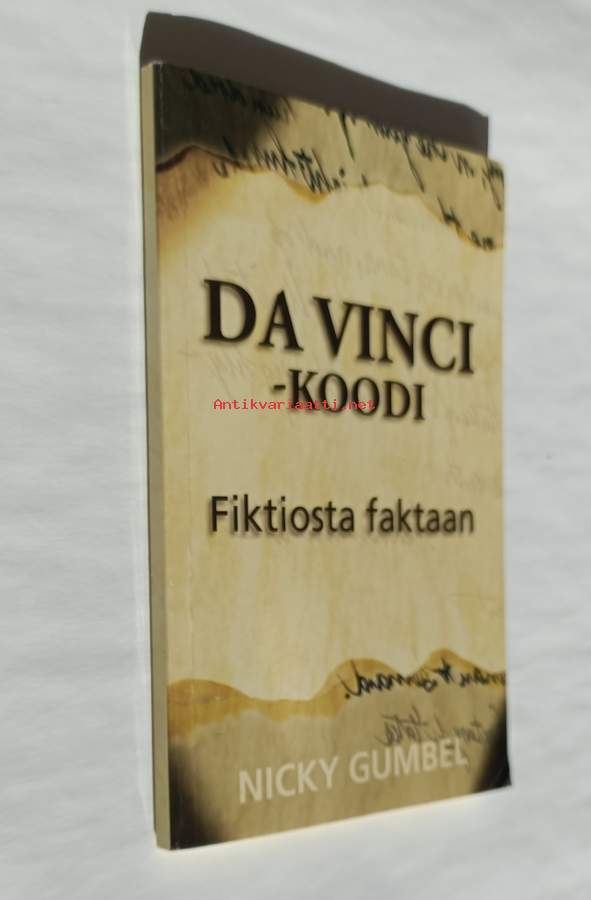 DA VINCI
-KOODI
Antikvariaatti.net
Fiktiosta faktaan
NICKY GUMBEL